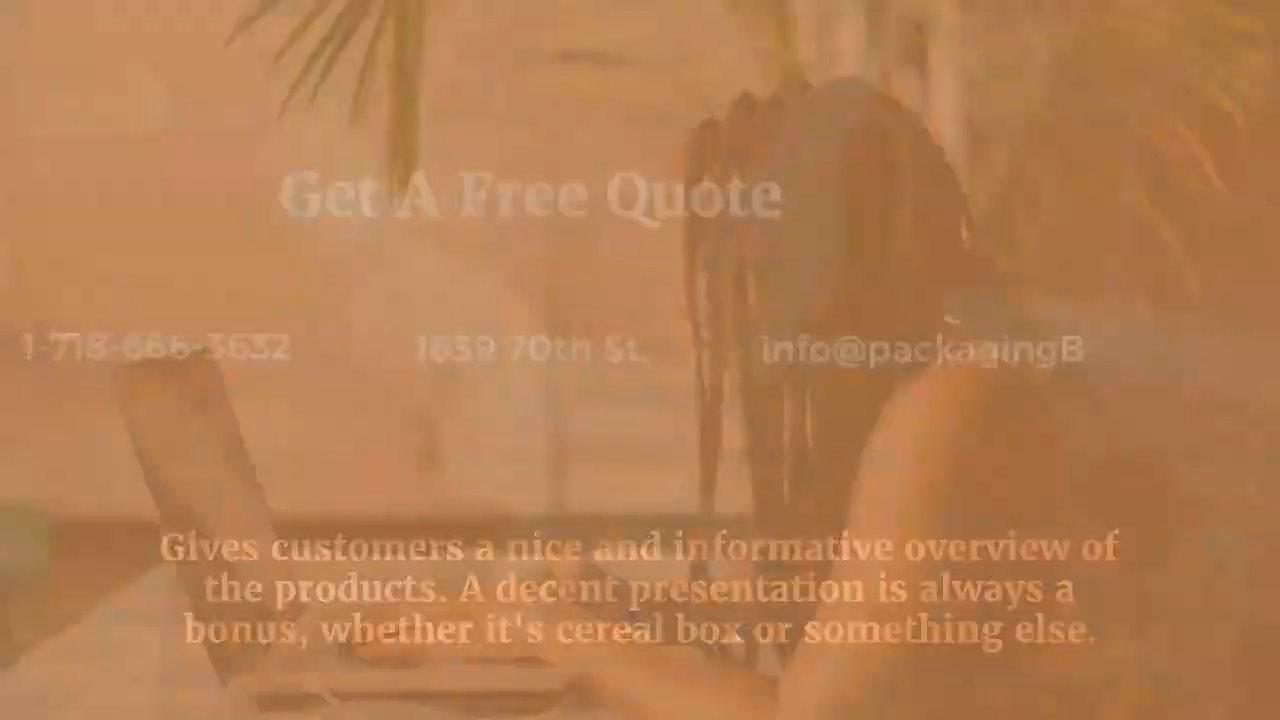 Get A Free Quote
1-718-666-3632 1639 70th St. info@packagingB
Gives customers a nice and informative overview of
the products. A decent presentation is always a
bonus, whether it's cereal box or something else.